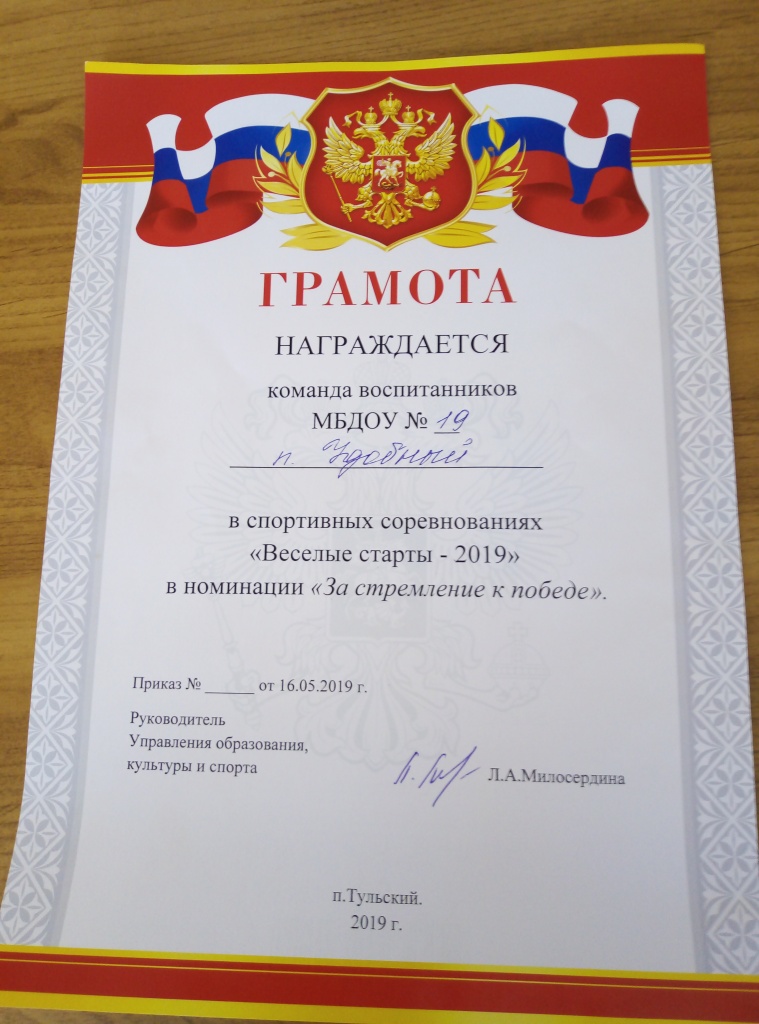 ГРАМОТА
НАГРАЖДАЕТСЯ
команда воспитанников
МБДОУ № 19
п. Удобный
в спортивных соревнованиях
«Веселые старты - 2019»
в номинации «За стремление к победе».
Приказ № ______ от 16.05.2019 г.
Руководитель
Управления образования,
культуры и спорта
Л.А.Милосердина
п.Тульский.
2019 г.